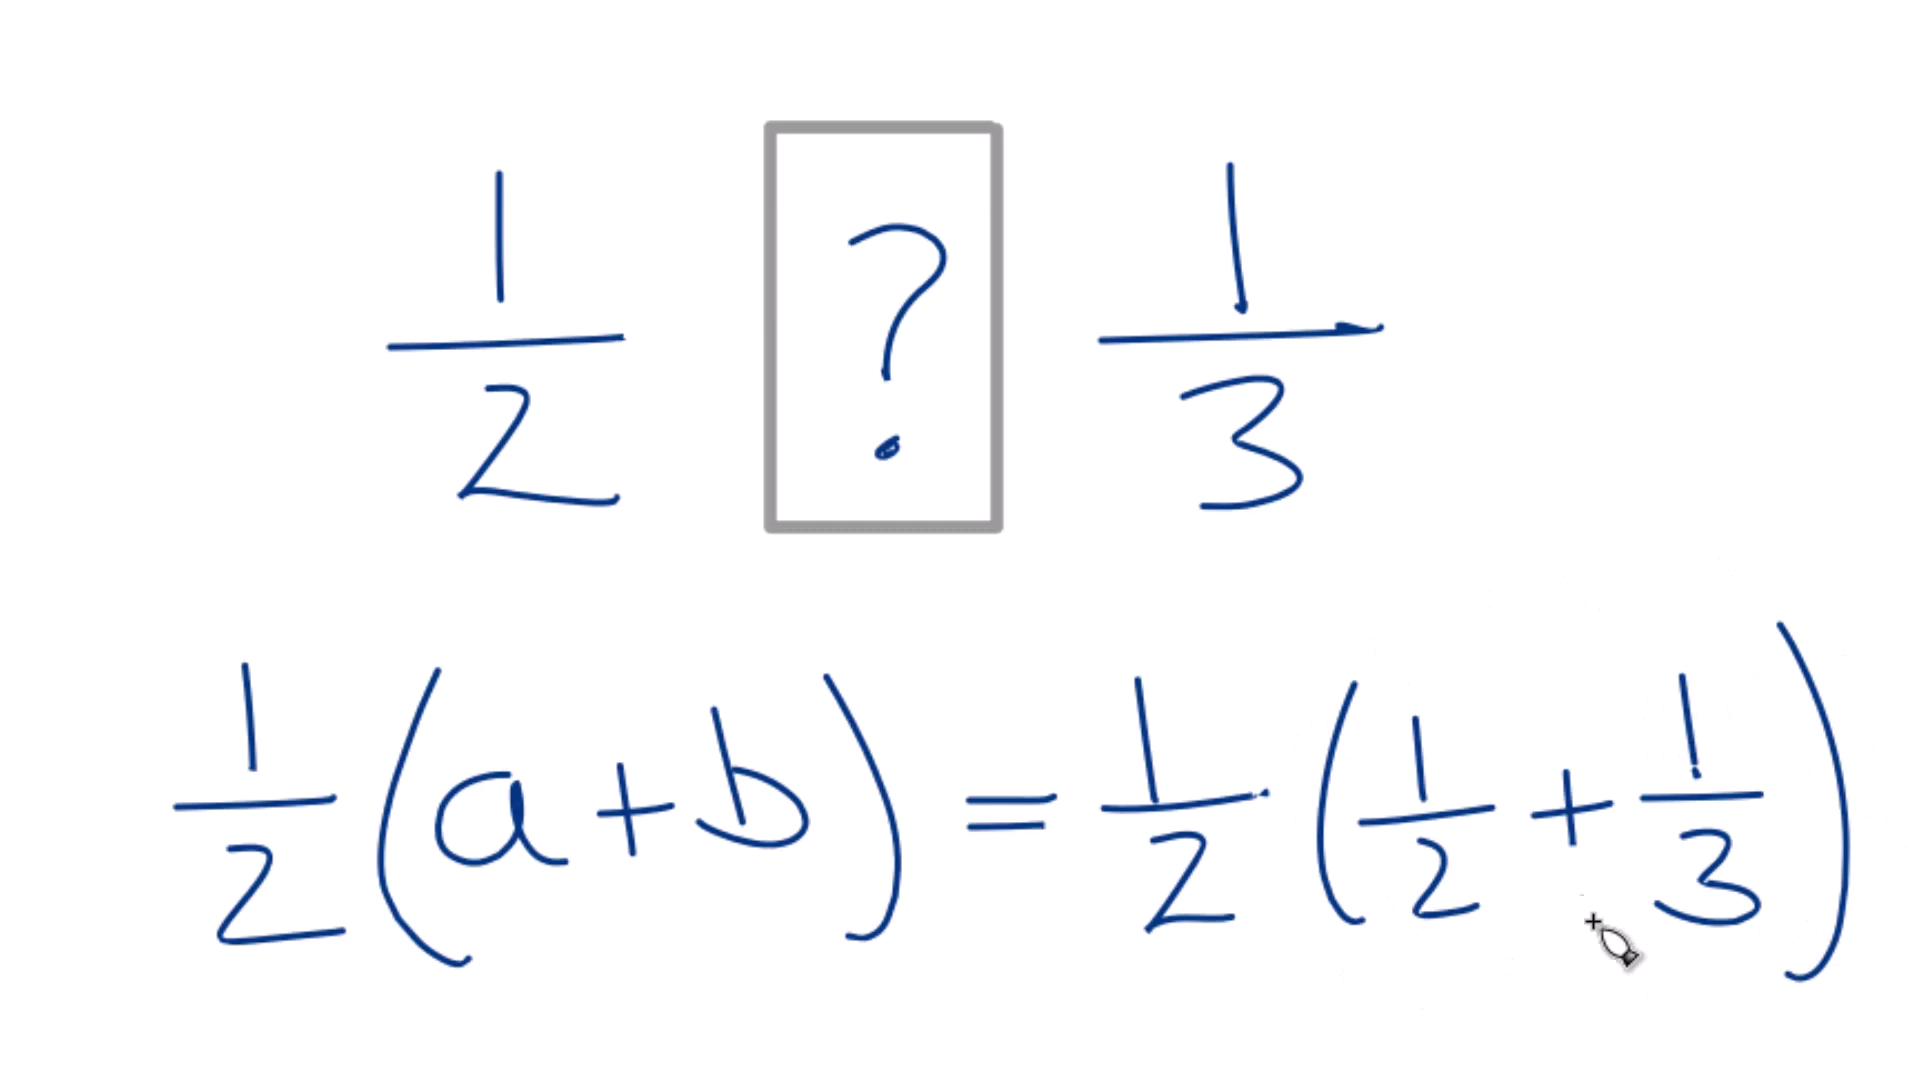 1/2 ? 1/3
1/2 (a+b) = 1/2 (1/2 + 1/3)